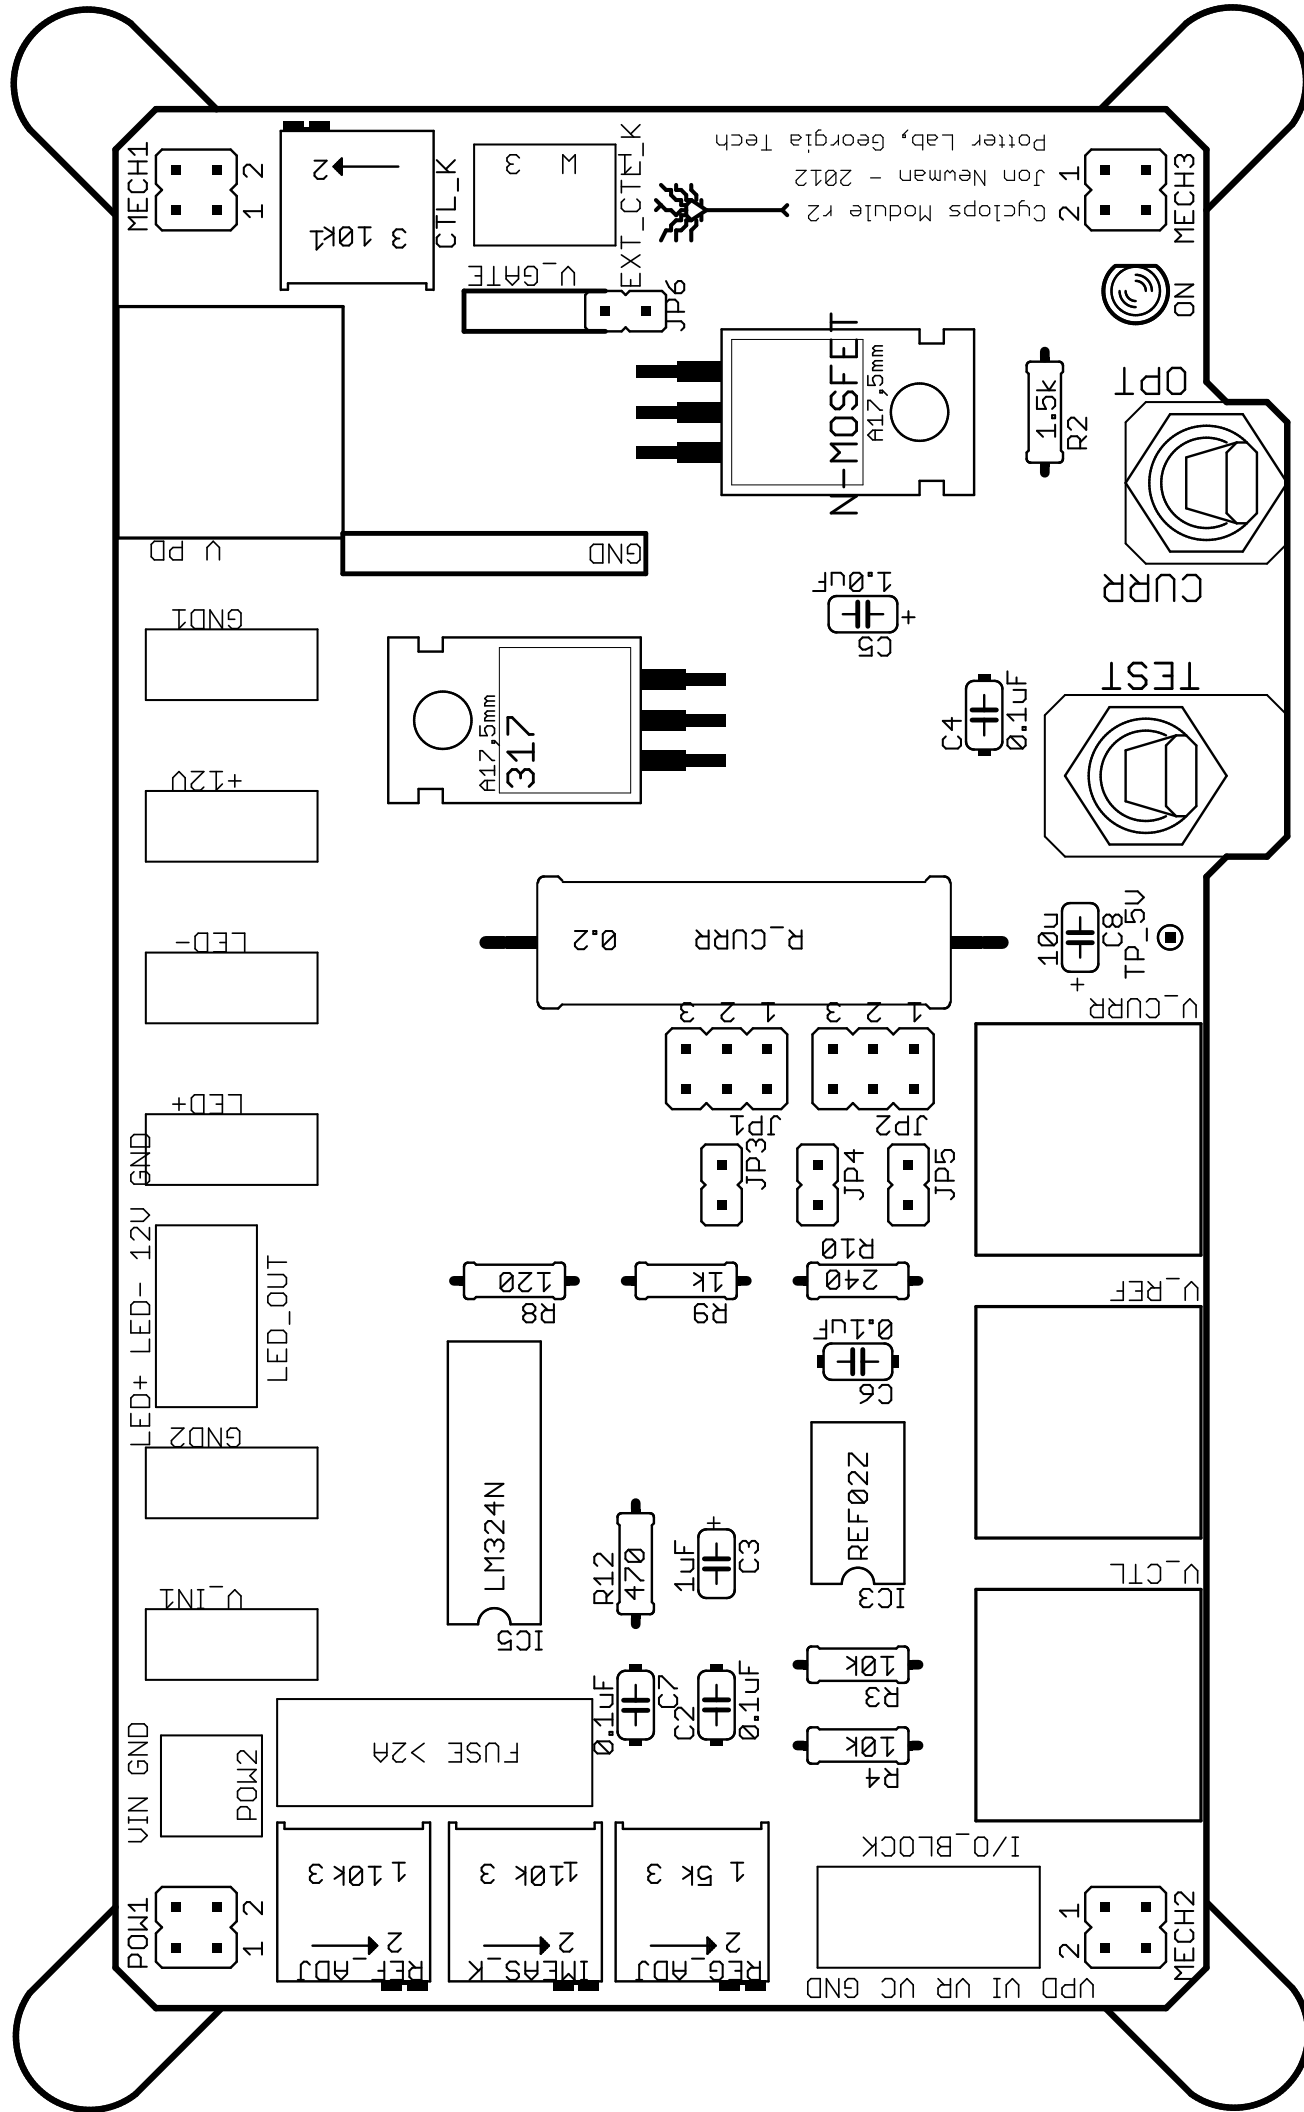 MECH1
2
1
2
3 10k1
CTL_K
3 M 1
EXT_CTL_K
V_GATE
JP6
Cyclops Module r2
Jon Newman - 2012
Potter Lab, Georgia Tech
1
2
MECH3
ON
N-MOSFET
A17,5mm
1.5k
R2
OPT
CURR
V PD
GND
GND1
1.0uF
+
C5
317
A17,5mm
C4
0.1uF
TEST
+12V
LED-
0.2
R_CURR
10u
+
C8
TP_5V
V_CURR
3 2 1
3 2 1
JP1
JP2
LED+
JP3
JP4
JP5
LED+ LED- 12V GND
LED_OUT
120
R8
1k
R9
R10
240
V_REF
0.1uF
C6
GND2
LM324N
IC5
R12
470
+
1uF
C3
REF02Z
IC3
V_CTL
V_IN1
10k
R3
0.1uF
C7
C2
0.1uF
10k
R4
VIN GND
POW2
FUSE >2A
I/O_BLOCK
POW1
2
1
1 10k 3
2
REF_ADJ
1 10k 3
2
IMEAS_K
1 5k 3
2
REG_ADJ
VPD VI VR VC GND
1
2
MECH2